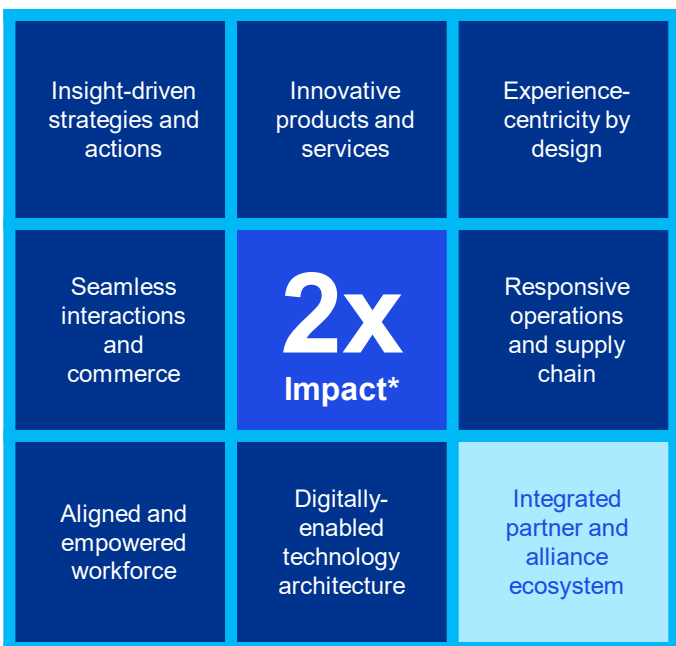 Insight-driven
strategies and
actions
Innovative
products and
services
Experience-
centricity by
design
Seamless
interactions
and
commerce
2x
Impact*
Responsive
operations
and supply
chain
Aligned and
empowered
workforce
Digitally-
enabled
technology
architecture
Integrated
partner and
alliance
ecosystem